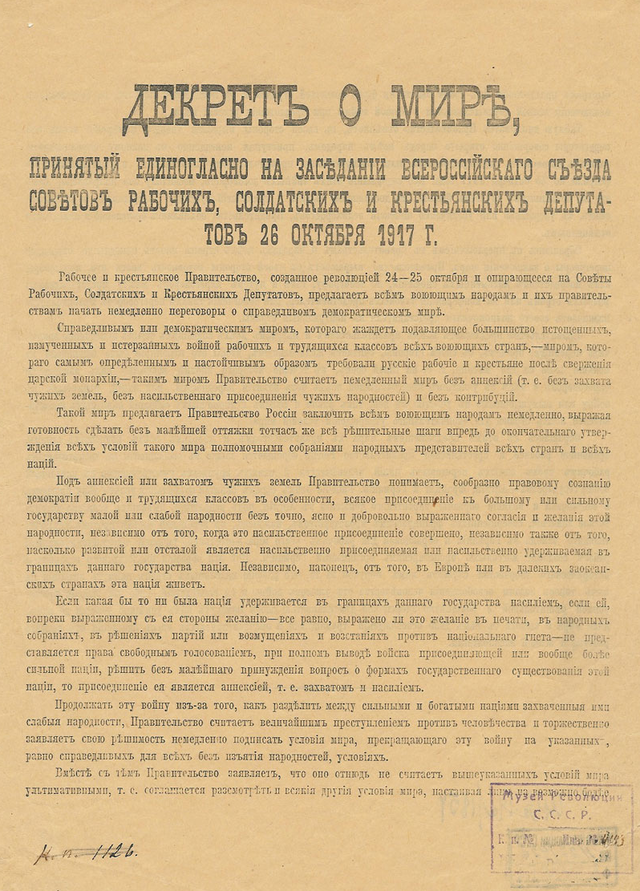 ДЕКРЕТЪ О МИРѢ,
ПРИНЯТЫЙ ЕДИНОГЛАСНО НА ЗАСѢДАНІИ ВСЕРОССІЙСКАГО СЪѢЗДА
СОВѢТОВЪ РАБОЧИХЪ, СОЛДАТСКИХЪ И КРЕСТЬЯНСКИХЪ ДЕПУТА-
ТОВЪ 26 ОКТЯБРЯ 1917 Г.
Рабочее и крестьянское Правительство, созданное революціей 24—25 октября и опирающееся на Совѣты
Рабочихъ, Солдатскихъ и Крестьянскихъ Депутатовъ, предлагаетъ всѣмъ воюющимъ народамъ и ихъ правитель-
ствамъ начать немедленно переговоры о справедливомъ демократическомъ мирѣ.
Справедливымъ или демократическимъ миромъ, котораго жаждетъ подавляющее большинство истощенныхъ,
измученныхъ и истерзанныхъ войной рабочихъ и трудящихся классовъ всѣхъ воюющихъ странъ,—миромъ, кото-
раго самымъ опредѣленнымъ и настойчивымъ образомъ требовали русскіе рабочіе и крестьяне послѣ сверженія
царской монархіи,—такимъ миромъ Правительство считаетъ немедленный миръ безъ аннексій (т. е. безъ захвата
чужихъ земель, безъ насильственнаго присоединенія чужихъ народностей) и безъ контрибуцій.
Такой миръ предлагаетъ Правительство Россіи заключить всѣмъ воюющимъ народамъ немедленно, выражая
готовность сдѣлать безъ малѣйшей оттяжки тотчасъ же всѣ рѣшительные шаги впредь до окончательнаго утвер-
жденія всѣхъ условій такого мира полномочными собраніями народныхъ представителей всѣхъ странъ и всѣхъ
націй.
Подъ аннексіей или захватомъ чужихъ земель Правительство понимаетъ, сообразно правовому сознанію
демократіи вообще и трудящихся классовъ въ особенности, всякое присоединеніе къ большому или сильному
государству малой или слабой народности безъ точно, ясно и добровольно выраженнаго согласія и желанія этой
народности, независимо отъ того, когда это насильственное присоединеніе совершено, независимо также отъ того,
насколько развитой или отсталой является насильственно присоединяемая или насильственно удерживаемая въ
границахъ даннаго государства нація. Независимо, наконецъ, отъ того, въ Европѣ или въ далекихъ заокеан-
скихъ странахъ эта нація живетъ.
Если какая бы то ни была нація удерживается въ границахъ даннаго государства насиліемъ, если ей,
вопреки выраженному съ ея стороны желанію—все равно, выражено ли это желаніе въ печати, въ народныхъ
собраніяхъ, въ рѣшеніяхъ партій или возмущеніяхъ и возстаніяхъ противъ національнаго гнета—не пред-
ставляется права свободнымъ голосованіемъ, при полномъ выводѣ войска присоединяющей или вообще болѣе
сильной націи, рѣшить безъ малѣйшаго принужденія вопросъ о формахъ государственнаго существованія этой
націи, то присоединеніе ея является аннексіей, т. е. захватомъ и насиліемъ.
Продолжать эту войну изъ-за того, какъ раздѣлить между сильными и богатыми націями захваченныя ими
слабыя народности, Правительство считаетъ величайшимъ преступленіемъ противъ человѣчества и торжественно
заявляетъ свою рѣшимость немедленно подписать условія мира, прекращающаго эту войну на указанныхъ,
равно справедливыхъ для всѣхъ безъ изъятія народностей, условіяхъ.
Вмѣстѣ съ тѣмъ Правительство заявляетъ, что оно отнюдь не считаетъ вышеуказанныхъ условій мира
ультимативными, т. е. соглашается разсмотрѣть и всякія другія условія мира, настаивая лишь на возможно болѣе
Музей Революции
С. С. С. Р.
К. п. №
К. п. 1126.